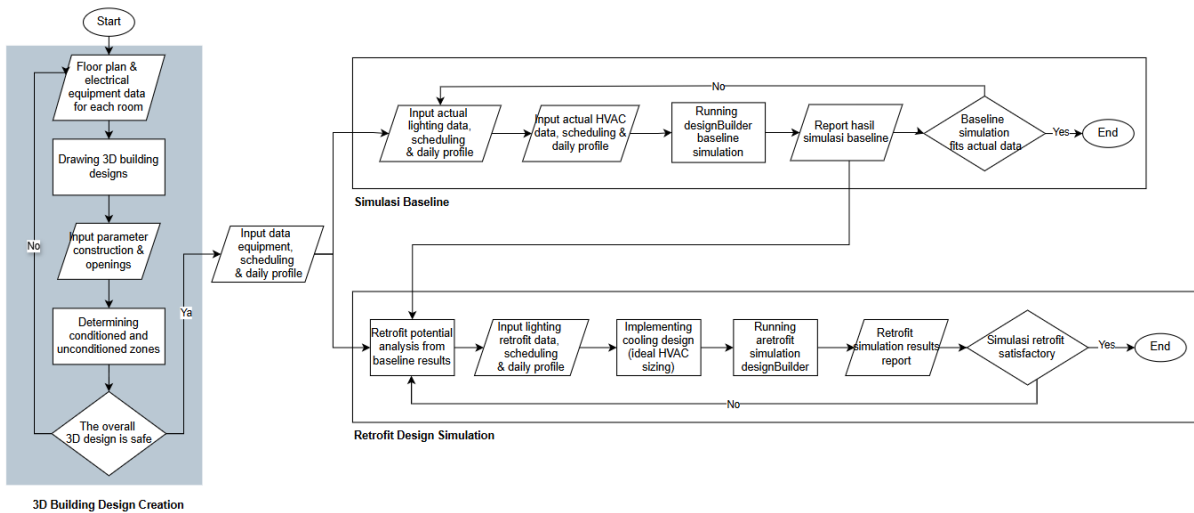 Start
Floor plan &
electrical
equipment data
for each room
Drawing 3D building
designs
Input parameter
construction &
openings
Determining
conditioned and
unconditioned zones
The overall
3D design is safe
No
Ya
3D Building Design Creation
Input data
equipment,
scheduling
& daily profile
No
Input actual
lighting data,
scheduling
& daily profile
Input actual HVAC
data, scheduling &
daily profile
Running
designBuilder
baseline
simulation
Report hasil
simulasi baseline
Baseline
simulation
fits actual data
Yes
End
Simulasi Baseline
Retrofit potential
analysis from
baseline results
Input lighting
retrofit data,
scheduling
& daily profile
Implementing
cooling design
(ideal HVAC
sizing)
Running
aretrofit
simulation
designBuilder
Retrofit
simulation results
report
Simulasi retrofit
satisfactory
Yes
End
No
Retrofit Design Simulation